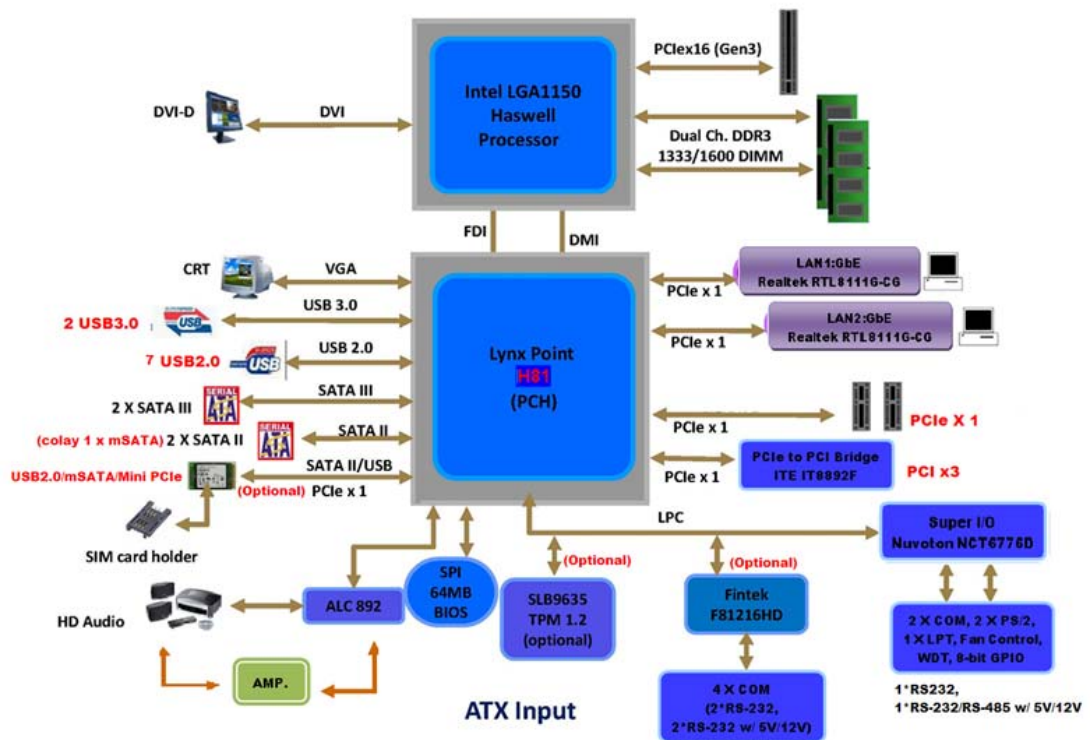 PCIex16 (Gen3)
Intel LGA1150
Haswell
Processor
DVI-D
DVI
Dual Ch. DDR3
1333/1600 DIMM
FDI
DMI
CRT
VGA
LAN1:GbE
Realtek RTL8111G-CG
PCIe x 1
2 USB3.0
USB
USB 3.0
LAN2:GbE
Realtek RTL8111G-CG
PCIe x 1
7 USB2.0
USB
USB 2.0
Lynx Point
H81
(PCH)
2 X SATA III
SERIAL
ATA
SATA III
PCIe x 1
PCIe X 1
(colay 1 x mSATA) 2 X SATA II
SERIAL
ATA
SATA II
PCIe to PCI Bridge
ITE IT8892F
PCI x3
PCIe x 1
USB2.0/mSATA/Mini PCIe
(Optional)
SATA II/USB
PCIe x 1
LPC
SIM card holder
Super I/O
Nuvoton NCT6776D
(Optional)
(Optional)
HD Audio
ALC 892
SPI
64MB
BIOS
SLB9635
TPM 1.2
(optional)
Fintek
F81216HD
2 X COM, 2 X PS/2,
1 X LPT, Fan Control,
WDT, 8-bit GPIO
AMP.
ATX Input
4 X COM
(2*RS-232,
2*RS-232 w/ 5V/12V)
1*RS232,
1*RS-232/RS-485 w/ 5V/12V